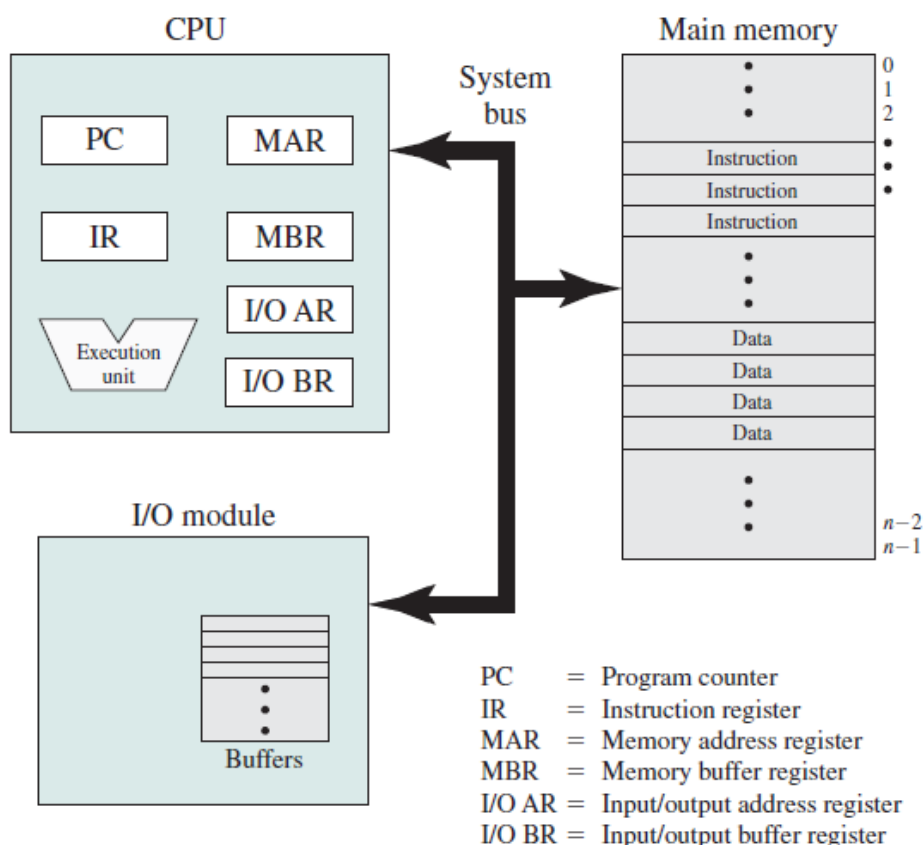 CPU
PC
MAR
IR
MBR
I/O AR
Execution
unit
I/O BR
System
bus
Main memory
0
1
2
Instruction
Instruction
Instruction
Data
Data
Data
Data
n−2
n−1
I/O module
Buffers
PC = Program counter
IR = Instruction register
MAR = Memory address register
MBR = Memory buffer register
I/O AR = Input/output address register
I/O BR = Input/output buffer register